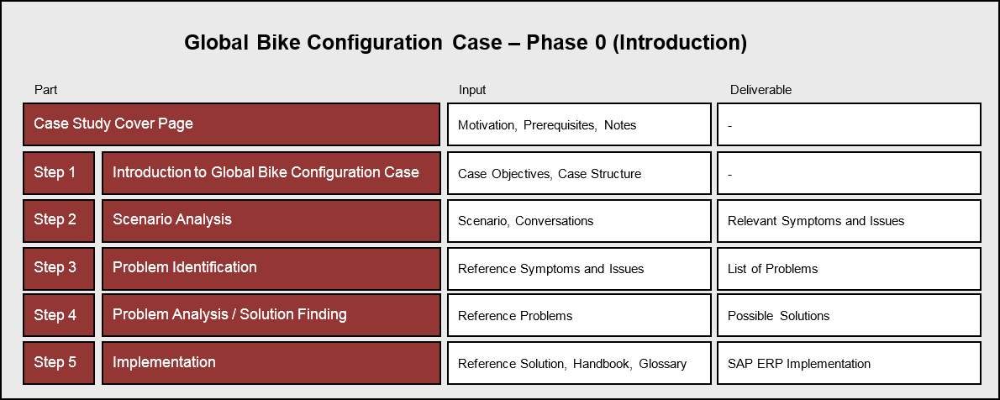 Global Bike Configuration Case – Phase 0 (Introduction)
Part Input Deliverable
Case Study Cover Page Motivation, Prerequisites, Notes -
Step 1 Introduction to Global Bike Configuration Case Case Objectives, Case Structure -
Step 2 Scenario Analysis Scenario, Conversations Relevant Symptoms and Issues
Step 3 Problem Identification Reference Symptoms and Issues List of Problems
Step 4 Problem Analysis / Solution Finding Reference Problems Possible Solutions
Step 5 Implementation Reference Solution, Handbook, Glossary SAP ERP Implementation